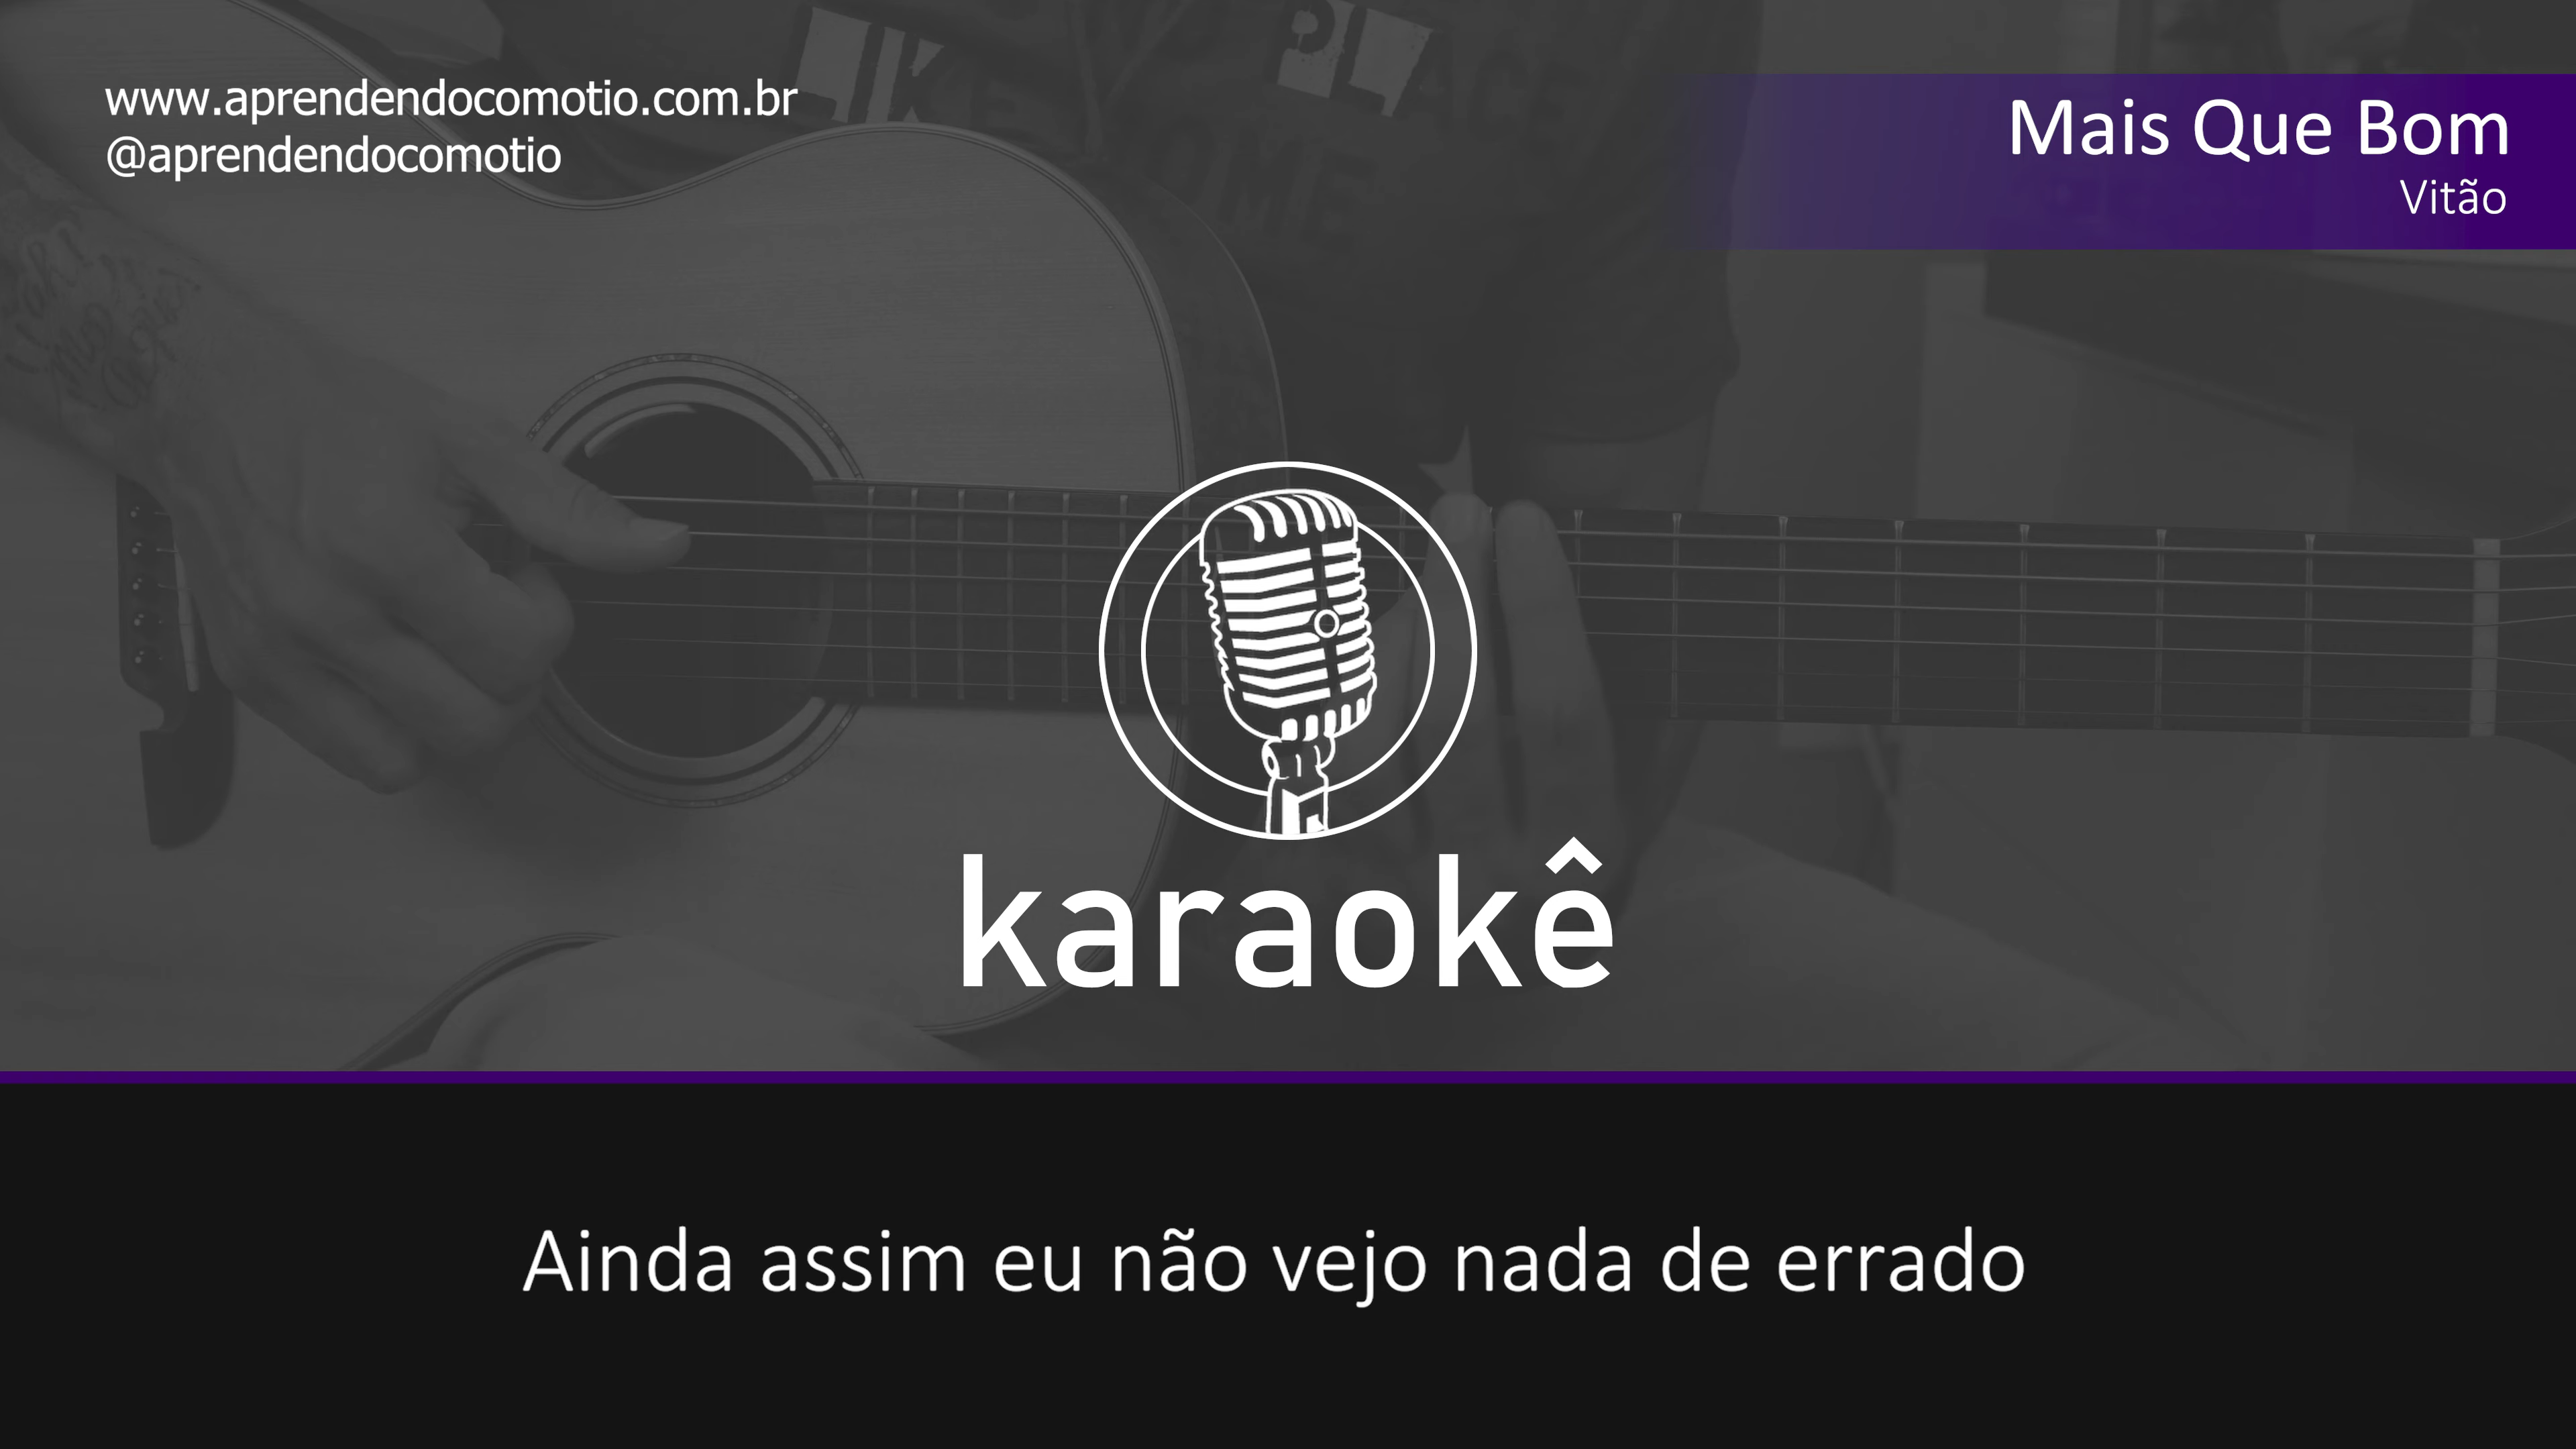 www.aprendendocomotio.com.br
@aprendendocomotio
Mais Que Bom
Vitão
karaokê
Ainda assim eu não vejo nada de errado